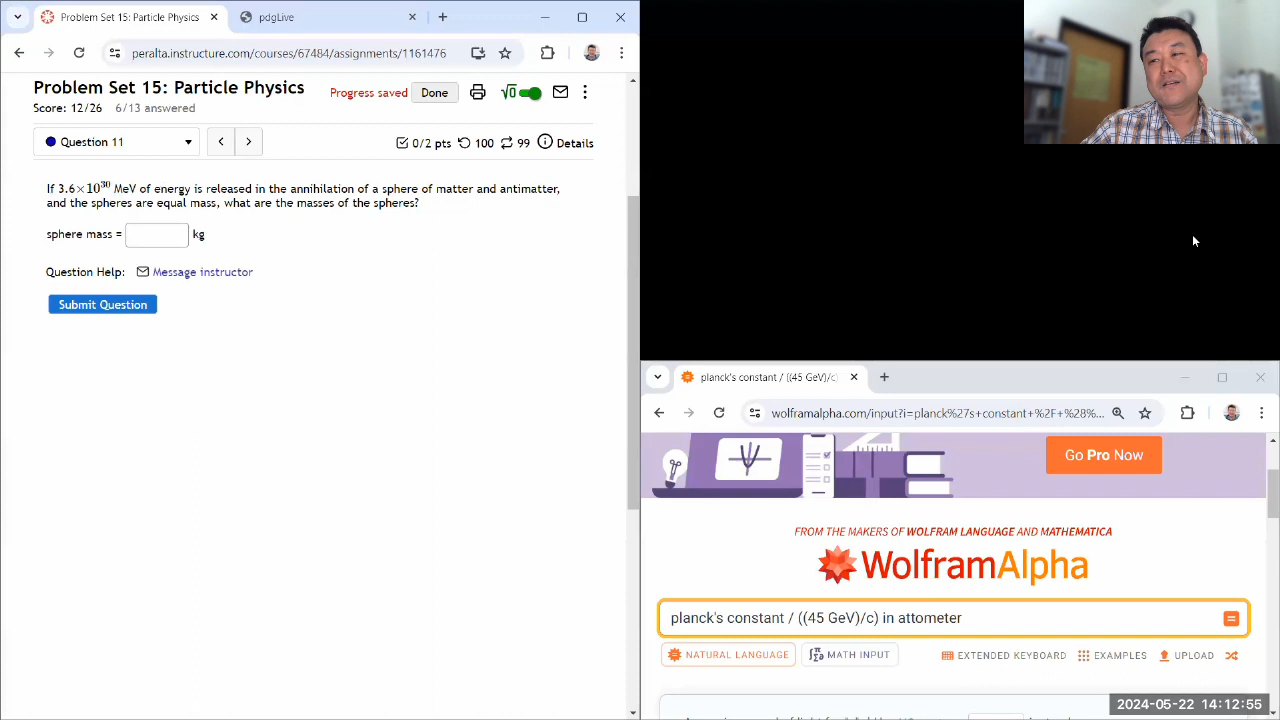 Problem Set 15: Particle Physics
pdgLive
peralta.instructure.com/courses/67484/assignments/1161476
Problem Set 15: Particle Physics
Progress saved
Done
√0
Score: 12/26 6/13 answered
Question 11
0/2 pts 100 99 Details
If 3.6×10³⁰ MeV of energy is released in the annihilation of a sphere of matter and antimatter,
and the spheres are equal mass, what are the masses of the spheres?
sphere mass = kg
Question Help: Message instructor
Submit Question
planck's constant / ((45 GeV)/c)
wolframalpha.com/input?i=planck%27s+constant+%2F+%28%...
Go Pro Now
FROM THE MAKERS OF WOLFRAM LANGUAGE AND MATHEMATICA
WolframAlpha
planck's constant / ((45 GeV)/c) in attometer
NATURAL LANGUAGE
MATH INPUT
EXTENDED KEYBOARD
EXAMPLES
UPLOAD
2024-05-22 14:12:55